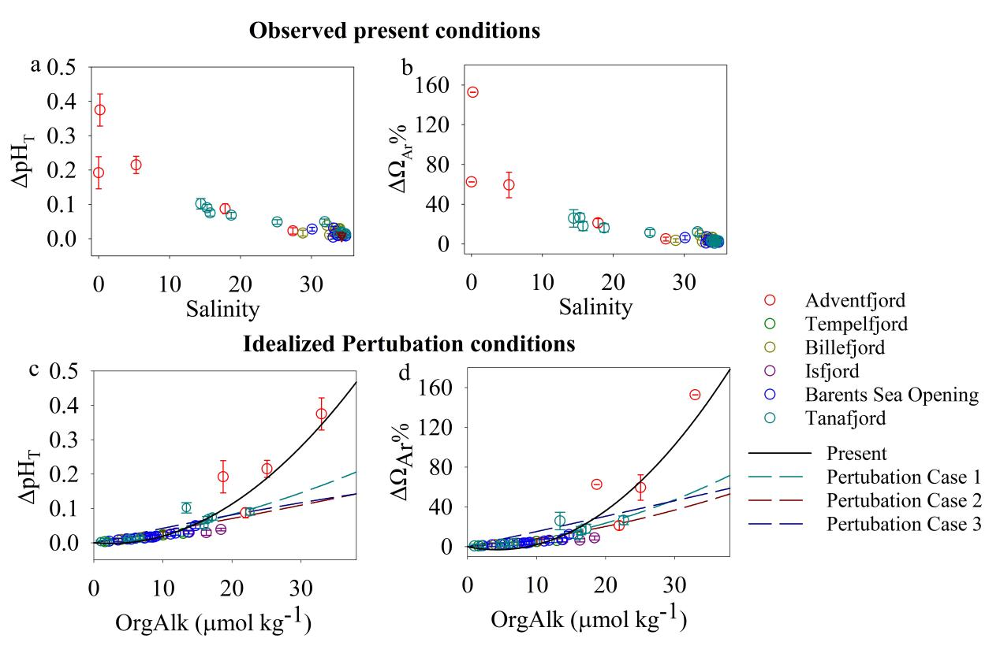 Observed present conditions
a
0.5
0.4
0.3
0.2
0.1
0.0
ΔpH_T
0 10 20 30
Salinity
b
160
120
80
40
0
ΔΩ_Ar%
0 10 20 30
Salinity
Adventfjord
Tempelfjord
Billefjord
Isfjord
Barents Sea Opening
Tanafjord
Present
Pertubation Case 1
Pertubation Case 2
Pertubation Case 3
Idealized Pertubation conditions
c
0.5
0.4
0.3
0.2
0.1
0.0
ΔpH_T
0 10 20 30
OrgAlk (μmol kg⁻¹)
d
160
120
80
40
0
ΔΩAr%
0 10 20 30
OrgAlk (μmol kg⁻¹)